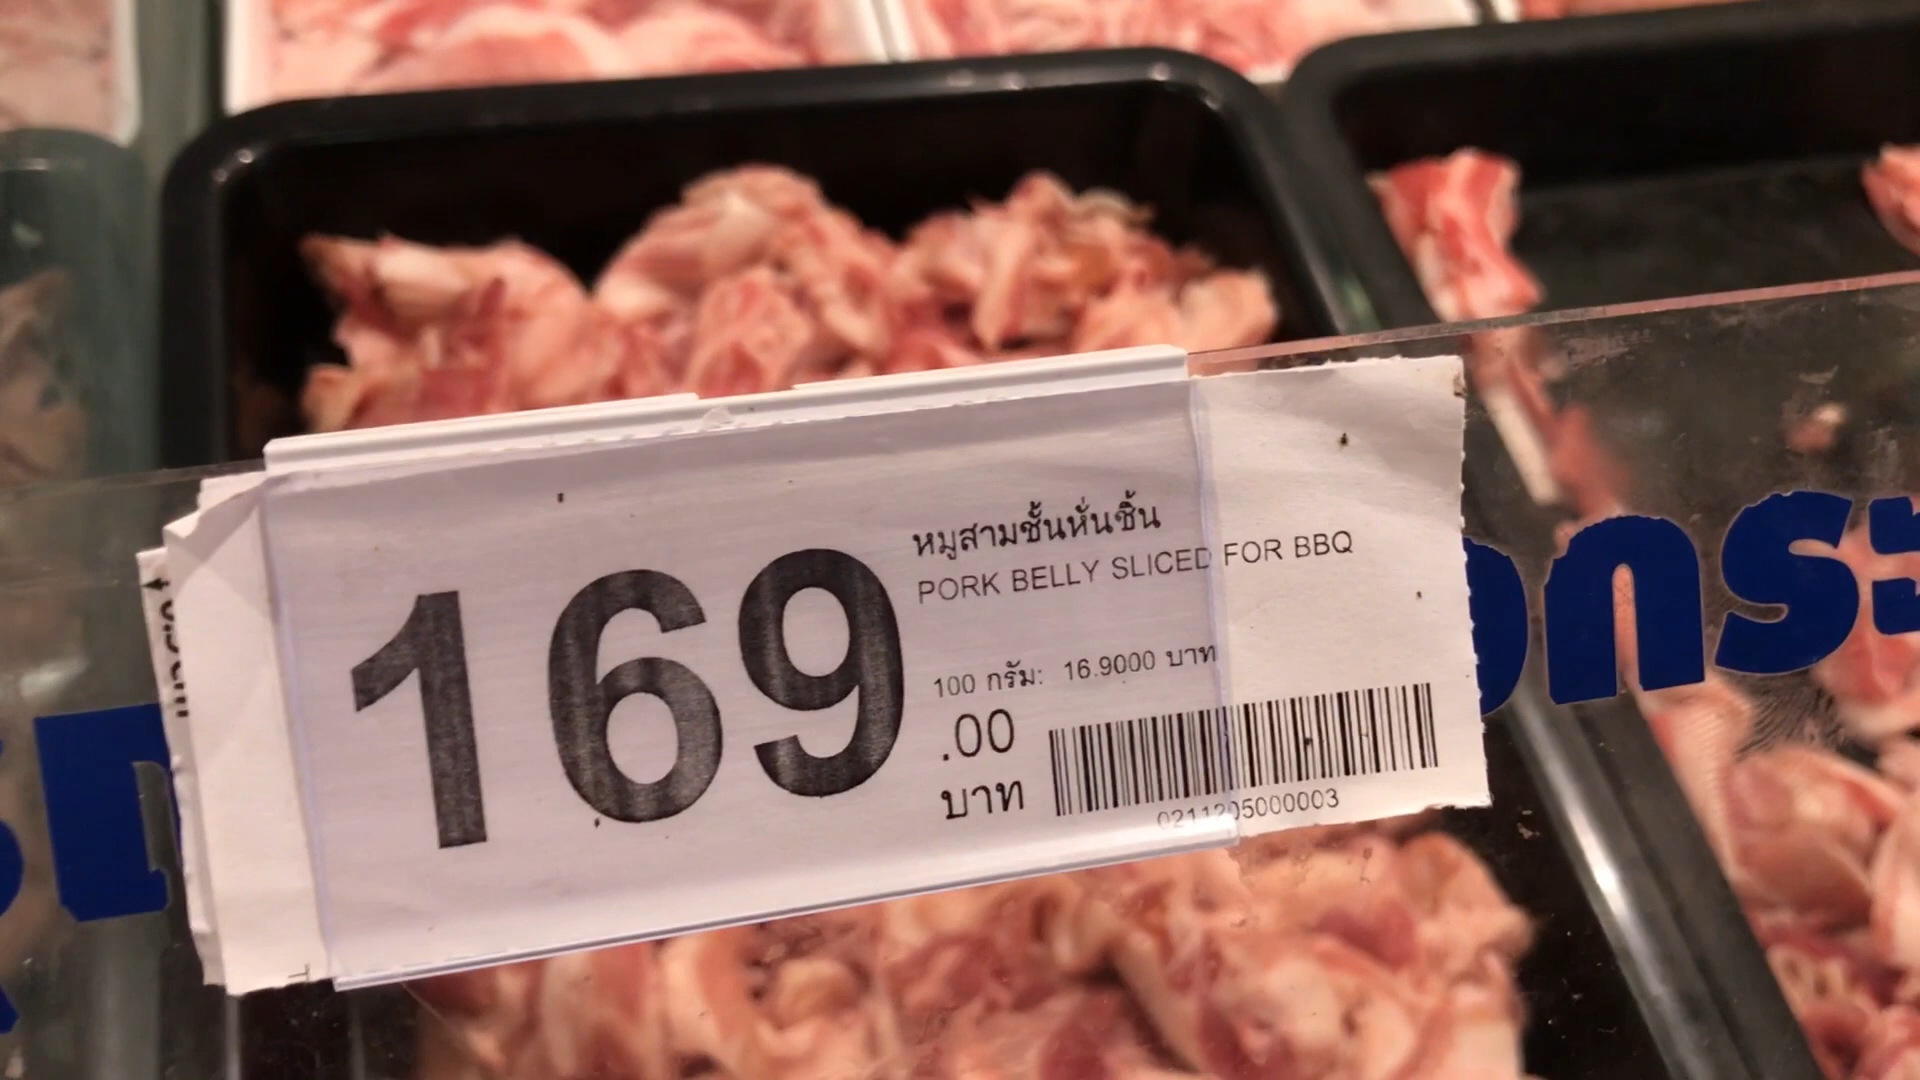 หมูสามชั้นหั่นชิ้น
PORK BELLY SLICED FOR BBQ
169
100 กรัม: 16.9000 บาท
.00
บาท
0211205000003